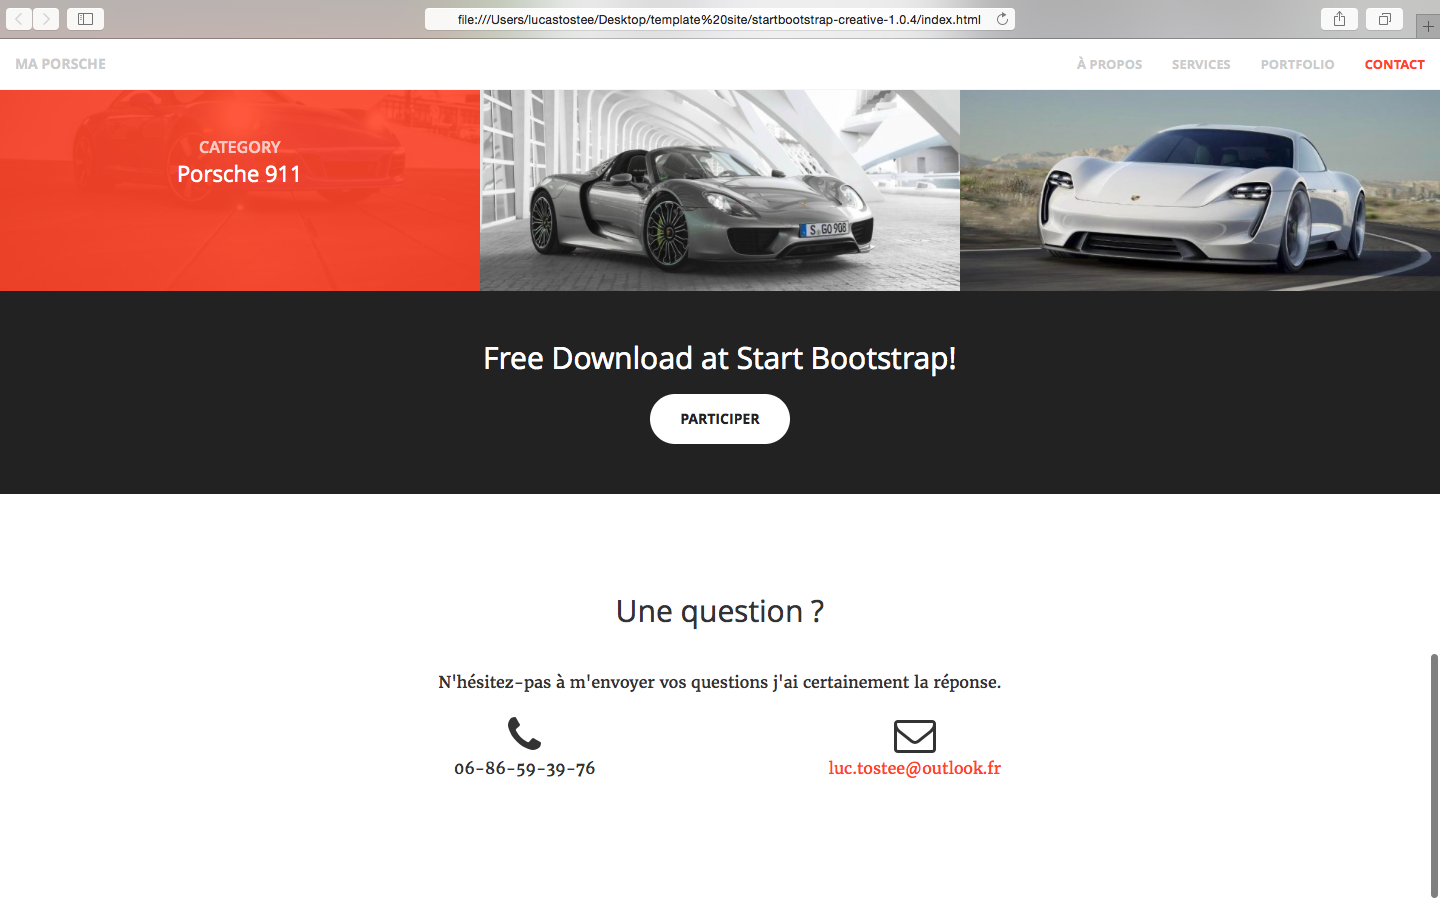 file:///Users/lucastostee/Desktop/template%20site/startbootstrap-creative-1.0.4/index.html
MA PORSCHE
À PROPOS
SERVICES
PORTFOLIO
CONTACT
CATEGORY
Porsche 911
S GO 908
Free Download at Start Bootstrap!
PARTICIPER
Une question ?
N'hésitez-pas à m'envoyer vos questions j'ai certainement la réponse.
06-86-59-39-76
luc.tostee@outlook.fr